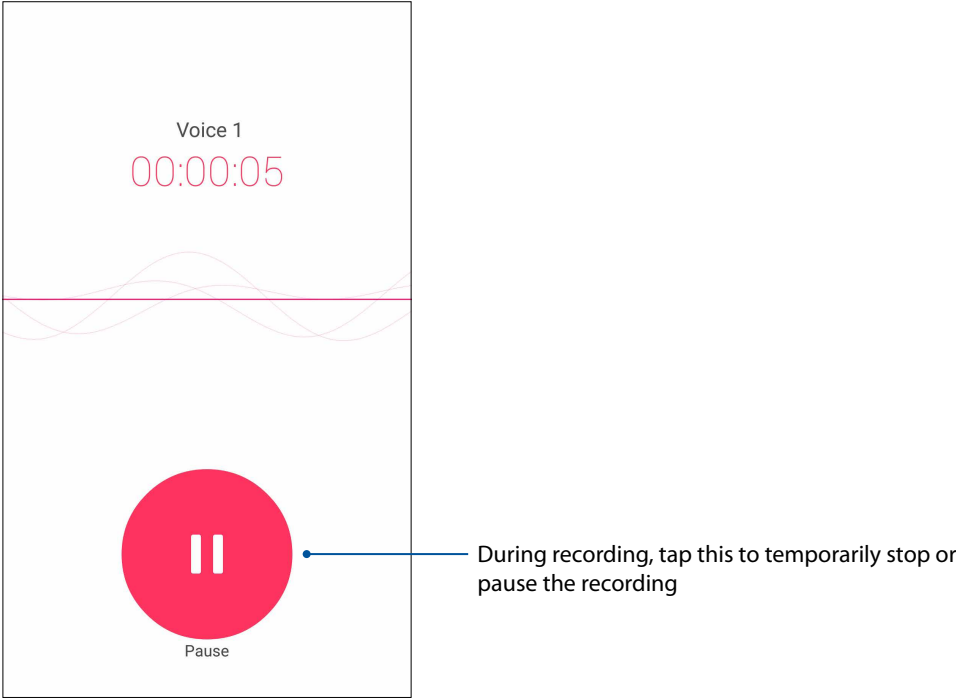 Voice 1
00:00:05
During recording, tap this to temporarily stop or
pause the recording
Pause